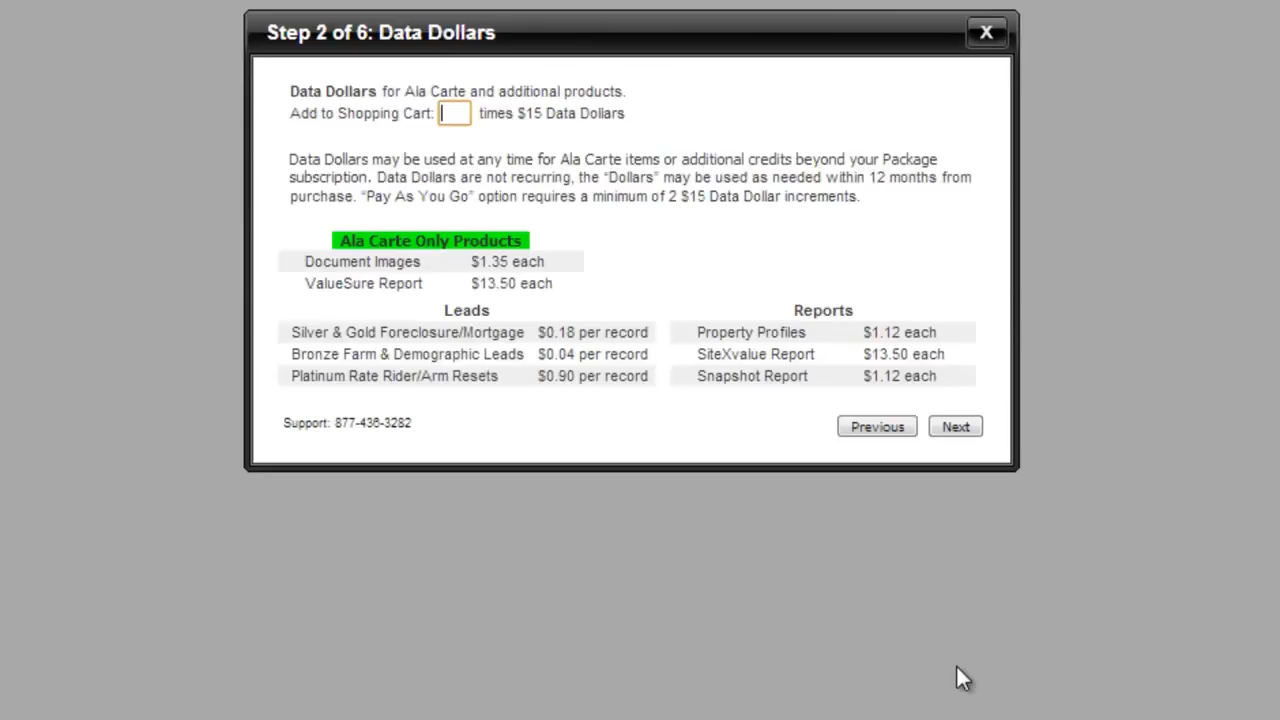 Step 2 of 6: Data Dollars
X
Data Dollars for Ala Carte and additional products.
Add to Shopping Cart: times $15 Data Dollars
Data Dollars may be used at any time for Ala Carte items or additional credits beyond your Package
subscription. Data Dollars are not recurring, the “Dollars” may be used as needed within 12 months from
purchase. “Pay As You Go” option requires a minimum of 2 $15 Data Dollar increments.
Ala Carte Only Products
Document Images $1.35 each
ValueSure Report $13.50 each
Leads
Silver & Gold Foreclosure/Mortgage $0.18 per record
Bronze Farm & Demographic Leads $0.04 per record
Platinum Rate Rider/Arm Resets $0.90 per record
Reports
Property Profiles $1.12 each
SiteXvalue Report $13.50 each
Snapshot Report $1.12 each
Support: 877-436-3282
Previous Next